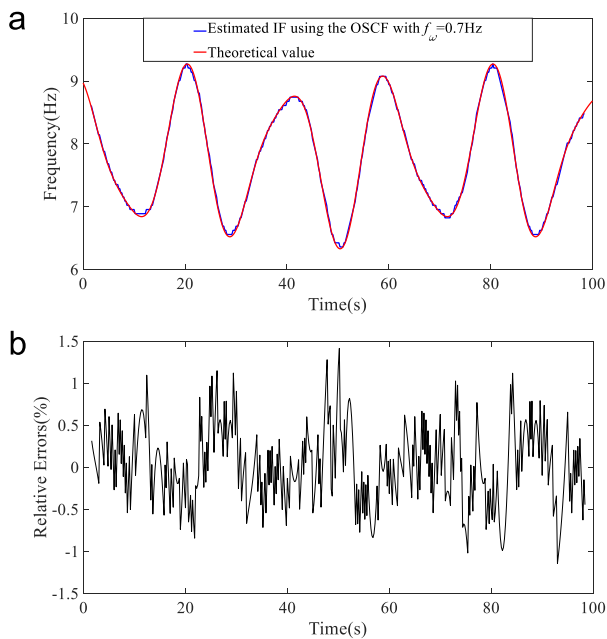 a
Estimated IF using the OSCF with fω=0.7Hz
Theoretical value
9
8
7
6
Frequency(Hz)
0
20
40
60
80
100
Time(s)
b
1.5
1
0.5
0
-0.5
-1
-1.5
Relative Errors(%)
0
20
40
60
80
100
Time(s)